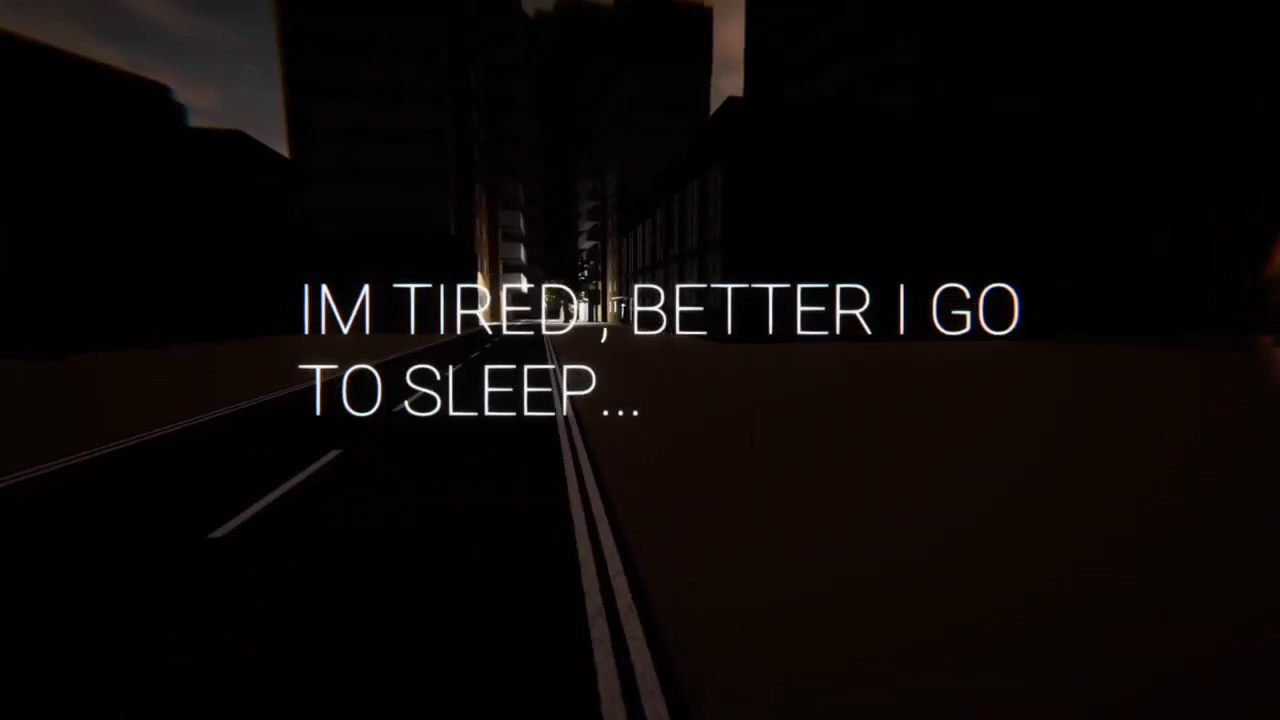 IM TIRED , BETTER I GO
TO SLEEP...